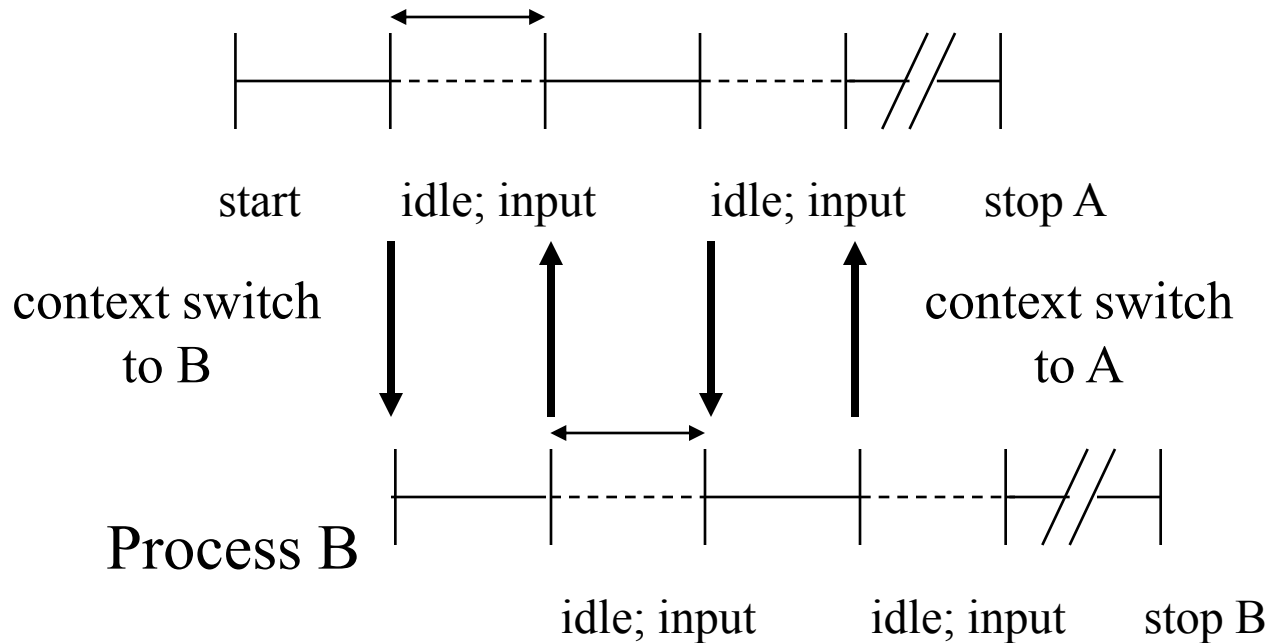 start idle; input idle; input stop A
context switch
to B
context switch
to A
Process B
idle; input idle; input stop B